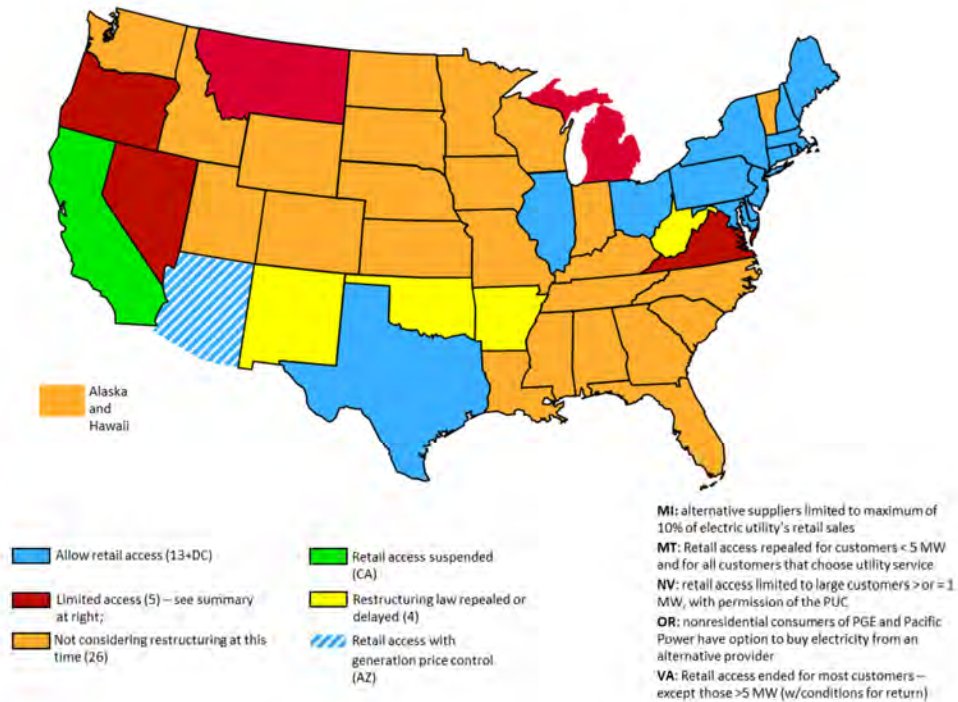 Alaska
and
Hawaii
Allow retail access (13+DC)
Limited access (5) – see summary
at right;
Not considering restructuring at this
time (26)
Retail access suspended
(CA)
Restructuring law repealed or
delayed (4)
Retail access with
generation price control
(AZ)
MI: alternative suppliers limited to maximum of
10% of electric utility's retail sales
MT: Retail access repealed for customers < 5 MW
and for all customers that choose utility service
NV: retail access limited to large customers > or = 1
MW, with permission of the PUC
OR: nonresidential consumers of PGE and Pacific
Power have option to buy electricity from an
alternative provider
VA: Retail access ended for most customers –
except those >5 MW (w/conditions for return)